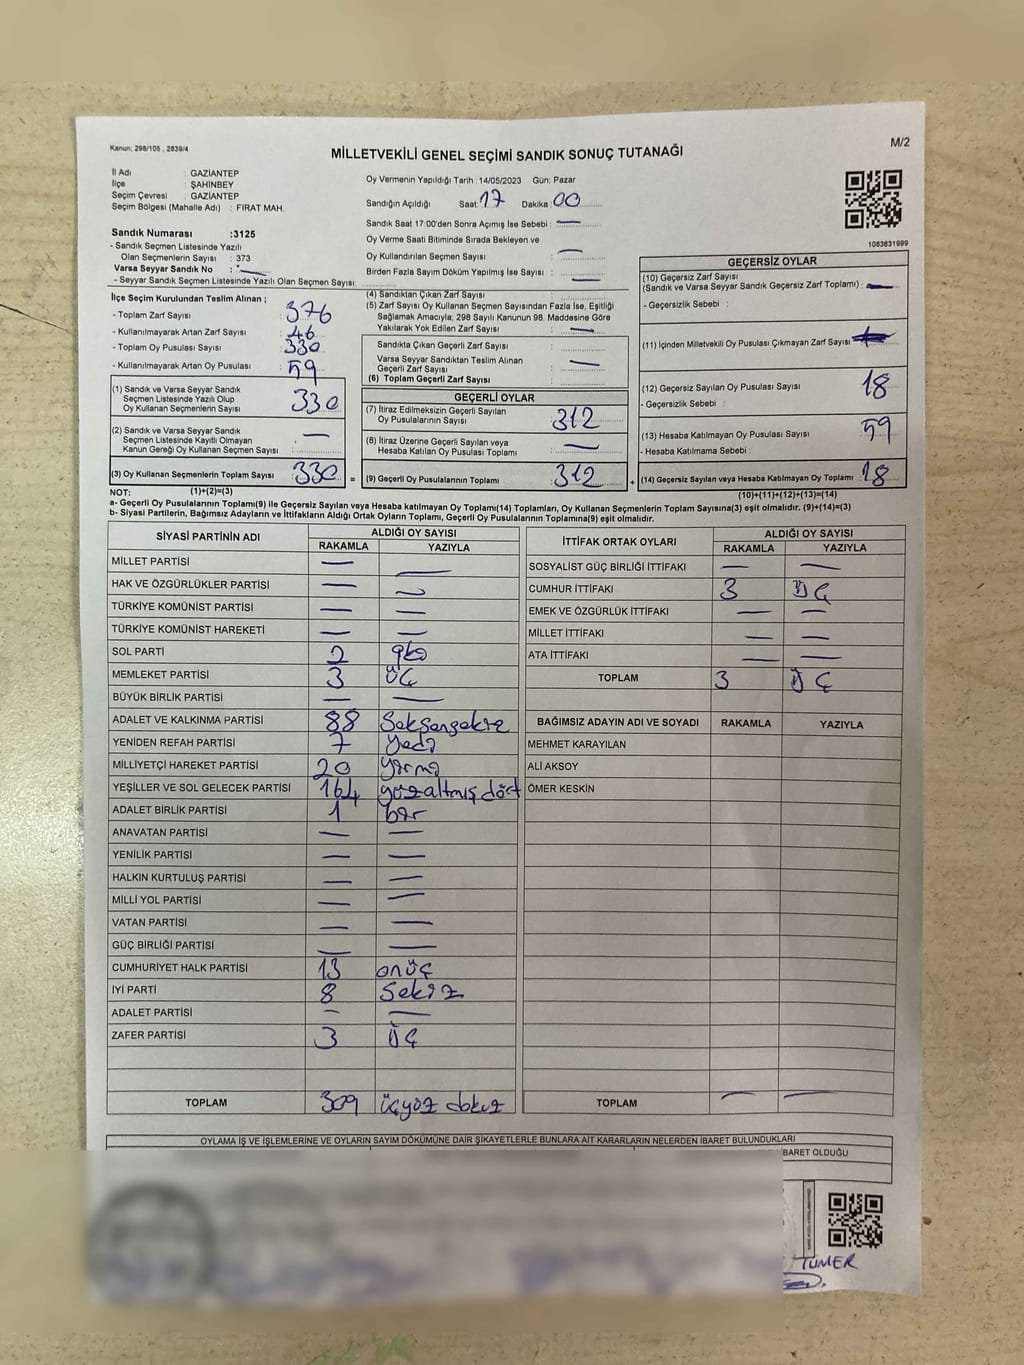 Kanun: 298/105 , 2839/4
M/2
MİLLETVEKİLİ GENEL SEÇİMİ SANDIK SONUÇ TUTANAĞI
İl Adı : GAZİANTEP
İlçe : ŞAHİNBEY
Seçim Çevresi : GAZİANTEP
Seçim Bölgesi (Mahalle Adı) : FIRAT MAH.
Sandık Numarası :3125
- Sandık Seçmen Listesinde Yazılı
Olan Seçmenlerin Sayısı : 373
Varsa Seyyar Sandık No : —
- Seyyar Sandık Seçmen Listesinde Yazılı Olan Seçmen Sayısı:
Oy Vermenin Yapıldığı Tarih :14/05/2023 Gün: Pazar
Sandığın Açıldığı Saat: 17 Dakika: 00
Sandık Saat 17:00'den Sonra Açımış İse Sebebi : —
Oy Verme Saati Bitiminde Sırada Bekleyen ve
Oy Kullandırılan Seçmen Sayısı : —
Birden Fazla Sayım Döküm Yapılmış İse Sayısı : —
1083631999
İlçe Seçim Kurulundan Teslim Alınan ;
- Toplam Zarf Sayısı : 376
- Kullanılmayarak Artan Zarf Sayısı : 46
- Toplam Oy Pusulası Sayısı : 330
- Kullanılmayarak Artan Oy Pusulası : 59
(1) Sandık ve Varsa Seyyar Sandık
Seçmen Listesinde Yazılı Olup
Oy Kullanan Seçmenlerin Sayısı : 330
(2) Sandık ve Varsa Seyyar Sandık
Seçmen Listesinde Kayıtlı Olmayan
Kanun Gereği Oy Kullanan Seçmen Sayısı : —
(3) Oy Kullanan Seçmenlerin Toplam Sayısı : 330
(1)+(2)=(3)
(4) Sandıktan Çıkan Zarf Sayısı :
(5) Zarf Sayısı Oy Kullanan Seçmen Sayısından Fazla İse, Eşitliği
Sağlamak Amacıyla; 298 Sayılı Kanunun 98. Maddesine Göre
Yakılarak Yok Edilen Zarf Sayısı : —
Sandıkta Çıkan Geçerli Zarf Sayısı :
Varsa Seyyar Sandıktan Teslim Alınan
Geçerli Zarf Sayısı : —
(6) Toplam Geçerli Zarf Sayısı :
GEÇERLİ OYLAR
(7) İtiraz Edilmeksizin Geçerli Sayılan
Oy Pusulalarının Sayısı : 312
(8) İtiraz Üzerine Geçerli Sayılan veya
Hesaba Katılan Oy Pusulası Toplamı : —
= (9) Geçerli Oy Pusulalarının Toplamı : 312
GEÇERSİZ OYLAR
(10) Geçersiz Zarf Sayısı
(Sandık ve Varsa Seyyar Sandık Geçersiz Zarf Toplamı) : —
- Geçersizlik Sebebi :
(11) İçinden Milletvekili Oy Pusulası Çıkmayan Zarf Sayısı :
(12) Geçersiz Sayılan Oy Pusulası Sayısı : 18
- Geçersizlik Sebebi :
(13) Hesaba Katılmayan Oy Pusulası Sayısı : 59
- Hesaba Katılmama Sebebi :
+ (14) Geçersiz Sayılan veya Hesaba Katılmayan Oy Toplamı : 18
(10)+(11)+(12)+(13)=(14)
NOT:
a- Geçerli Oy Pusulalarının Toplamı(9) ile Geçersiz Sayılan veya Hesaba katılmayan Oy Toplamı(14) Toplamları, Oy Kullanan Seçmenlerin Toplam Sayısına(3) eşit olmalıdır. (9)+(14)=(3)
b- Siyasi Partilerin, Bağımsız Adayların ve İttifakların Aldığı Oyların Toplamı, Geçerli Oy Pusulalarının Toplamına(9) eşit olmalıdır.
SİYASİ PARTİNİN ADI ALDIĞI OY SAYISI
RAKAMLA YAZIYLA
MİLLET PARTİSİ — —
HAK VE ÖZGÜRLÜKLER PARTİSİ — —
TÜRKİYE KOMÜNİST PARTİSİ — —
TÜRKİYE KOMÜNİST HAREKETİ — —
SOL PARTİ 2
MEMLEKET PARTİSİ 3 üç
BÜYÜK BİRLİK PARTİSİ — —
ADALET VE KALKINMA PARTİSİ 88 Seksensekiz
YENİDEN REFAH PARTİSİ 7 yedi
MİLLİYETÇİ HAREKET PARTİSİ 20 yirmi
YEŞİLLER VE SOL GELECEK PARTİSİ 164 yüzaltmış dört
ADALET BİRLİK PARTİSİ 1 bir
ANAVATAN PARTİSİ — —
YENİLİK PARTİSİ — —
HALKIN KURTULUŞ PARTİSİ — —
MİLLİ YOL PARTİSİ — —
VATAN PARTİSİ — —
GÜÇ BİRLİĞİ PARTİSİ — —
CUMHURİYET HALK PARTİSİ 13 onüç
İYİ PARTİ 8 Sekiz
ADALET PARTİSİ — —
ZAFER PARTİSİ 3 üç
TOPLAM 309 üçyüz dokuz
İTTİFAK ORTAK OYLARI ALDIĞI OY SAYISI
RAKAMLA YAZIYLA
SOSYALİST GÜÇ BİRLİĞİ İTTİFAKI — —
CUMHUR İTTİFAKI 3 üç
EMEK VE ÖZGÜRLÜK İTTİFAKI — —
MİLLET İTTİFAKI — —
ATA İTTİFAKI — —
TOPLAM 3 üç
BAĞIMSIZ ADAYIN ADI VE SOYADI RAKAMLA YAZIYLA
MEHMET KARAYILAN
ALİ AKSOY
ÖMER KESKİN
TOPLAM — —
OYLAMA İŞ VE İŞLEMLERİNE VE OYLARIN SAYIM DÖKÜMÜNE DAİR ŞİKAYETLERLE BUNLARA AİT KARARLARIN NELERDEN İBARET BULUNDUKLARI
BARET OLDUĞU
TÜMER